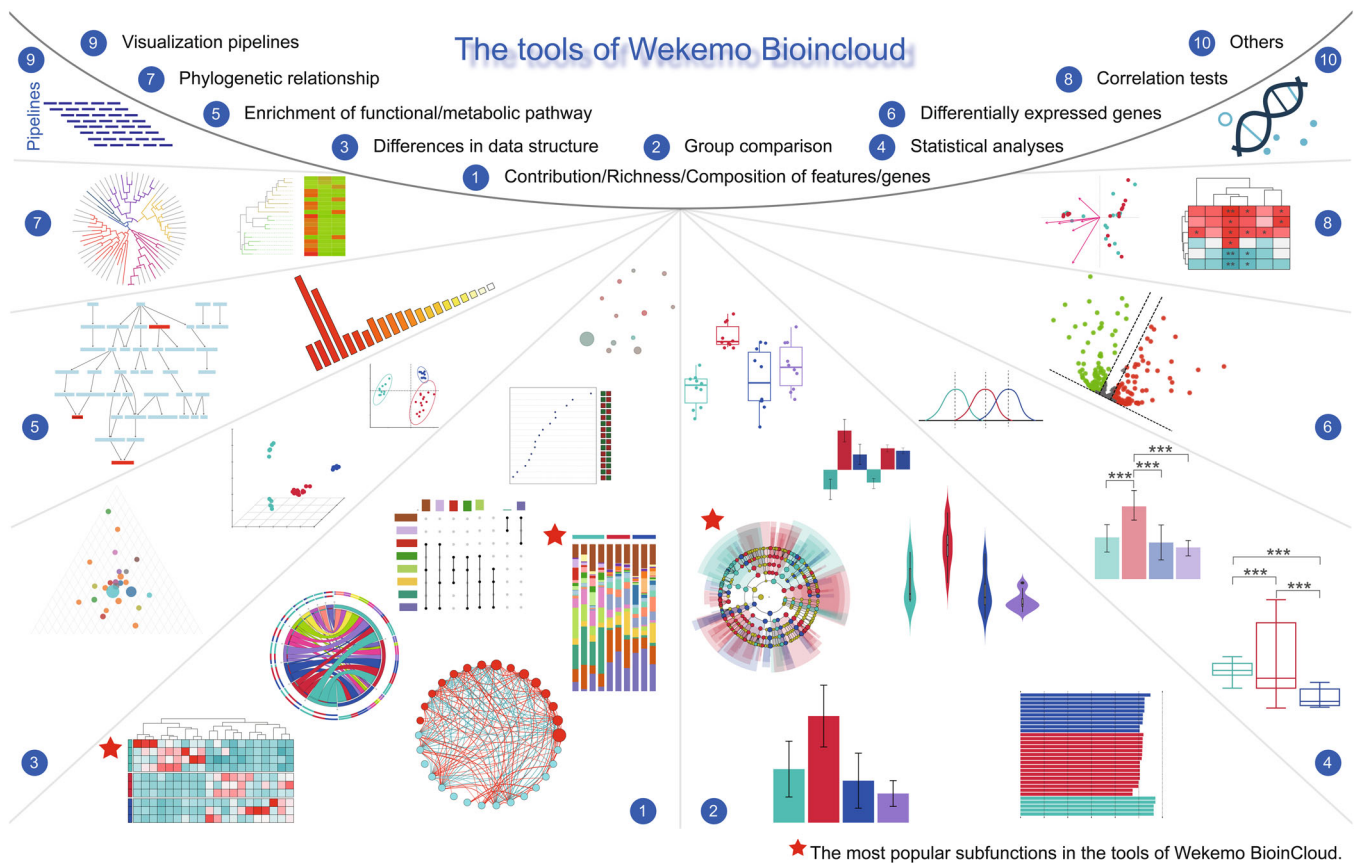 The tools of Wekemo Bioincloud
9 Visualization pipelines
10 Others
9
10
7 Phylogenetic relationship
8 Correlation tests
Pipelines
5 Enrichment of functional/metabolic pathway
6 Differentially expressed genes
3 Differences in data structure
2 Group comparison
4 Statistical analyses
1 Contribution/Richness/Composition of features/genes
7
8
** * *
*
* * * *
*
** *
** *
5
6
***
*** ***
***
*** ***
3
1
2
4
The most popular subfunctions in the tools of Wekemo BioinCloud.